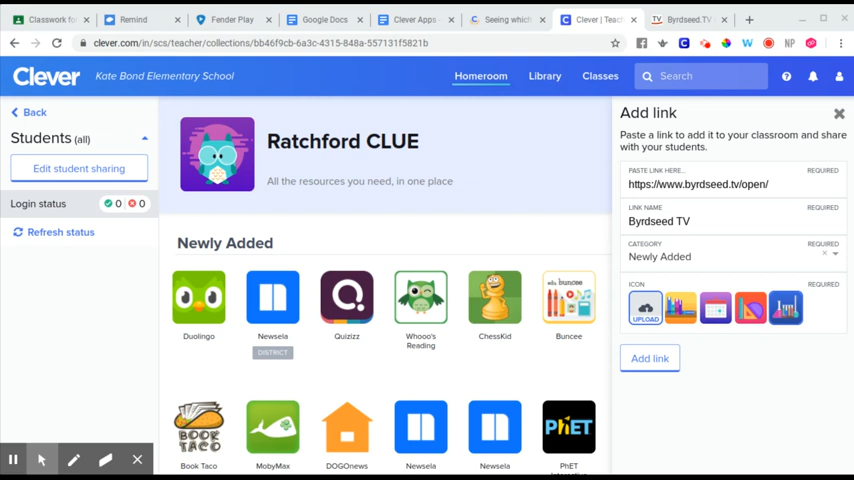 Classwork fo
Remind
Fender Play
Google Docs
Clever Apps -
Seeing which
Clever | Teac
Byrdseed.TV
clever.com/in/scs/teacher/collections/bb46f9cb-6a3c-4315-848a-557131f5821b
Clever
Kate Bond Elementary School
Homeroom
Library
Classes
Search
Back
Students (all)
Edit student sharing
Login status
0
0
Refresh status
Ratchford CLUE
All the resources you need, in one place
Newly Added
Duolingo
Newsela
DISTRICT
Quizizz
Whooo's
Reading
ChessKid
buncee
Buncee
BOOK
TACO
Book Taco
MobyMax
DOGOnews
Newsela
Newsela
PhET
PhET
Interactive
Add link
Paste a link to add it to your classroom and share
with your students.
PASTE LINK HERE... REQUIRED
https://www.byrdseed.tv/open/
LINK NAME REQUIRED
Byrdseed TV
CATEGORY REQUIRED
Newly Added
ICON REQUIRED
UPLOAD
Add link